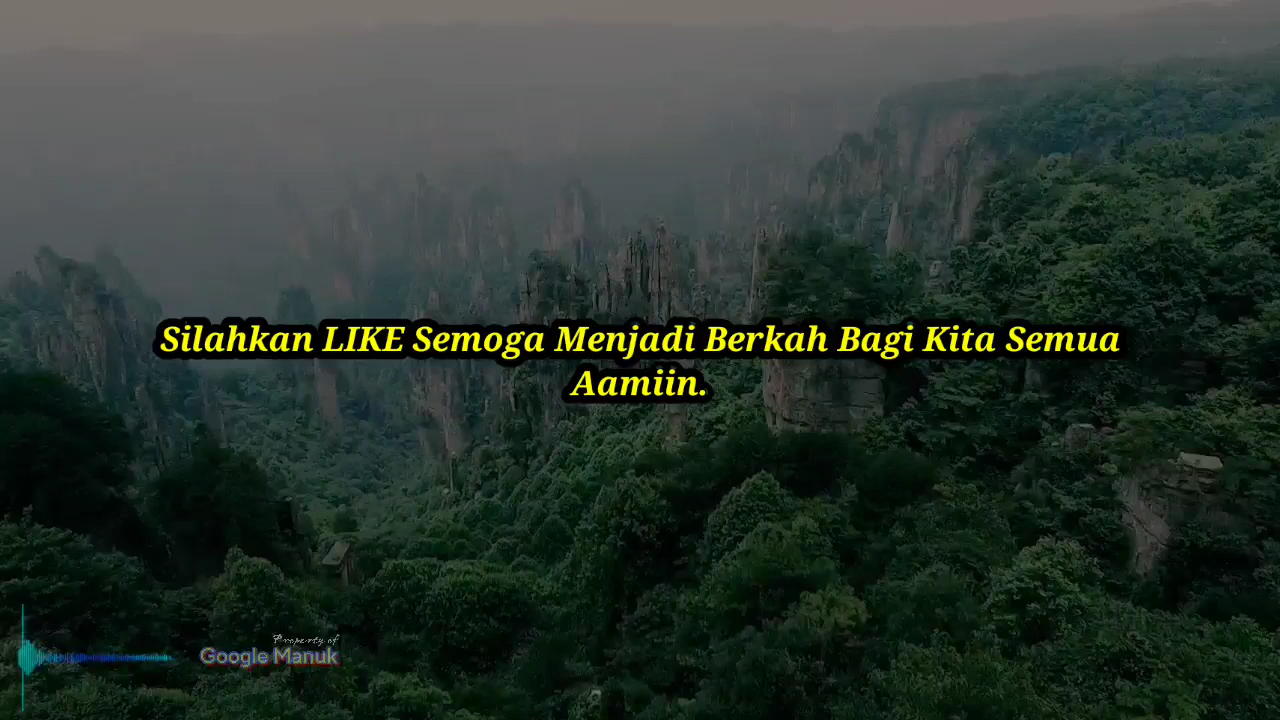 Silahkan LIKE Semoga Menjadi Berkah Bagi Kita Semua
Aamiin.
Property of
Google Manuk